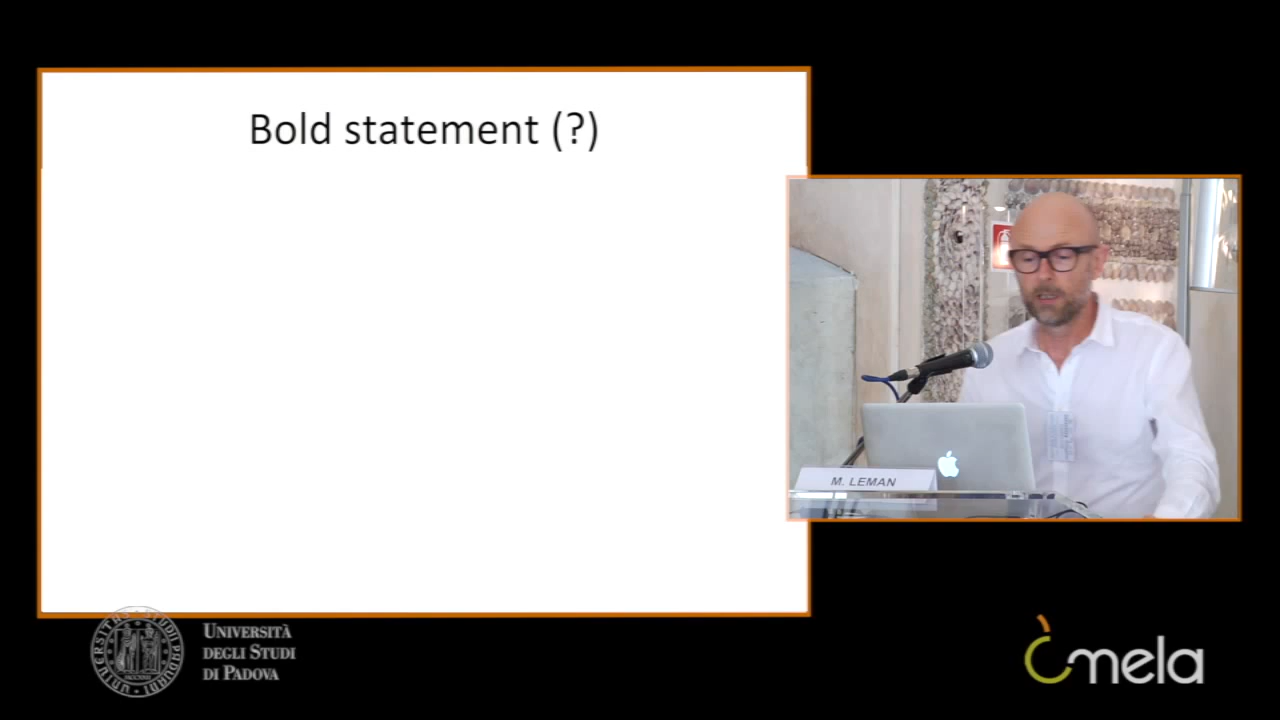 Bold statement (?)
M. LEMAN
UNIVERSITÀ
DEGLI STUDI
DI PADOVA
mela